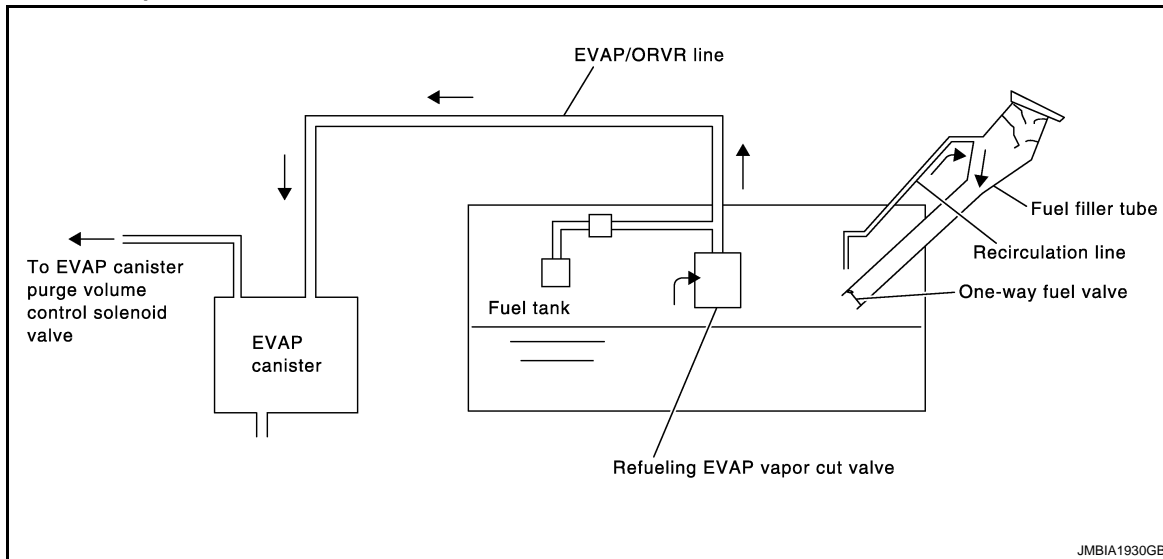 EVAP/ORVR line
Fuel filler tube
Recirculation line
One-way fuel valve
To EVAP canister
purge volume
control solenoid
valve
Fuel tank
EVAP
canister
Refueling EVAP vapor cut valve
JMBIA1930GB